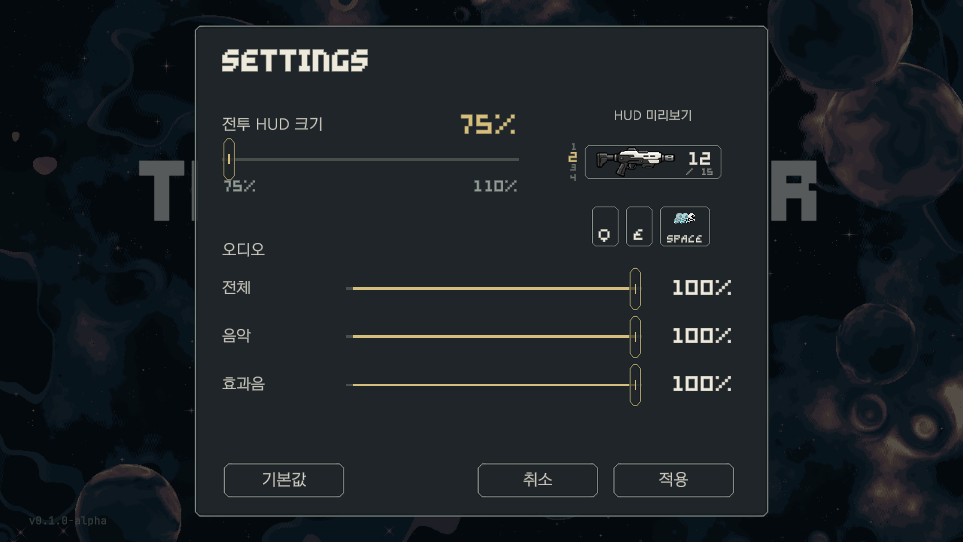 SETTINGS
전투 HUD 크기 75%
75% 110%
HUD 미리보기
1
2
3
4
12
/ 15
Q E SPACE
오디오
전체 100%
음악 100%
효과음 100%
기본값 취소 적용
v0.1.0-alpha